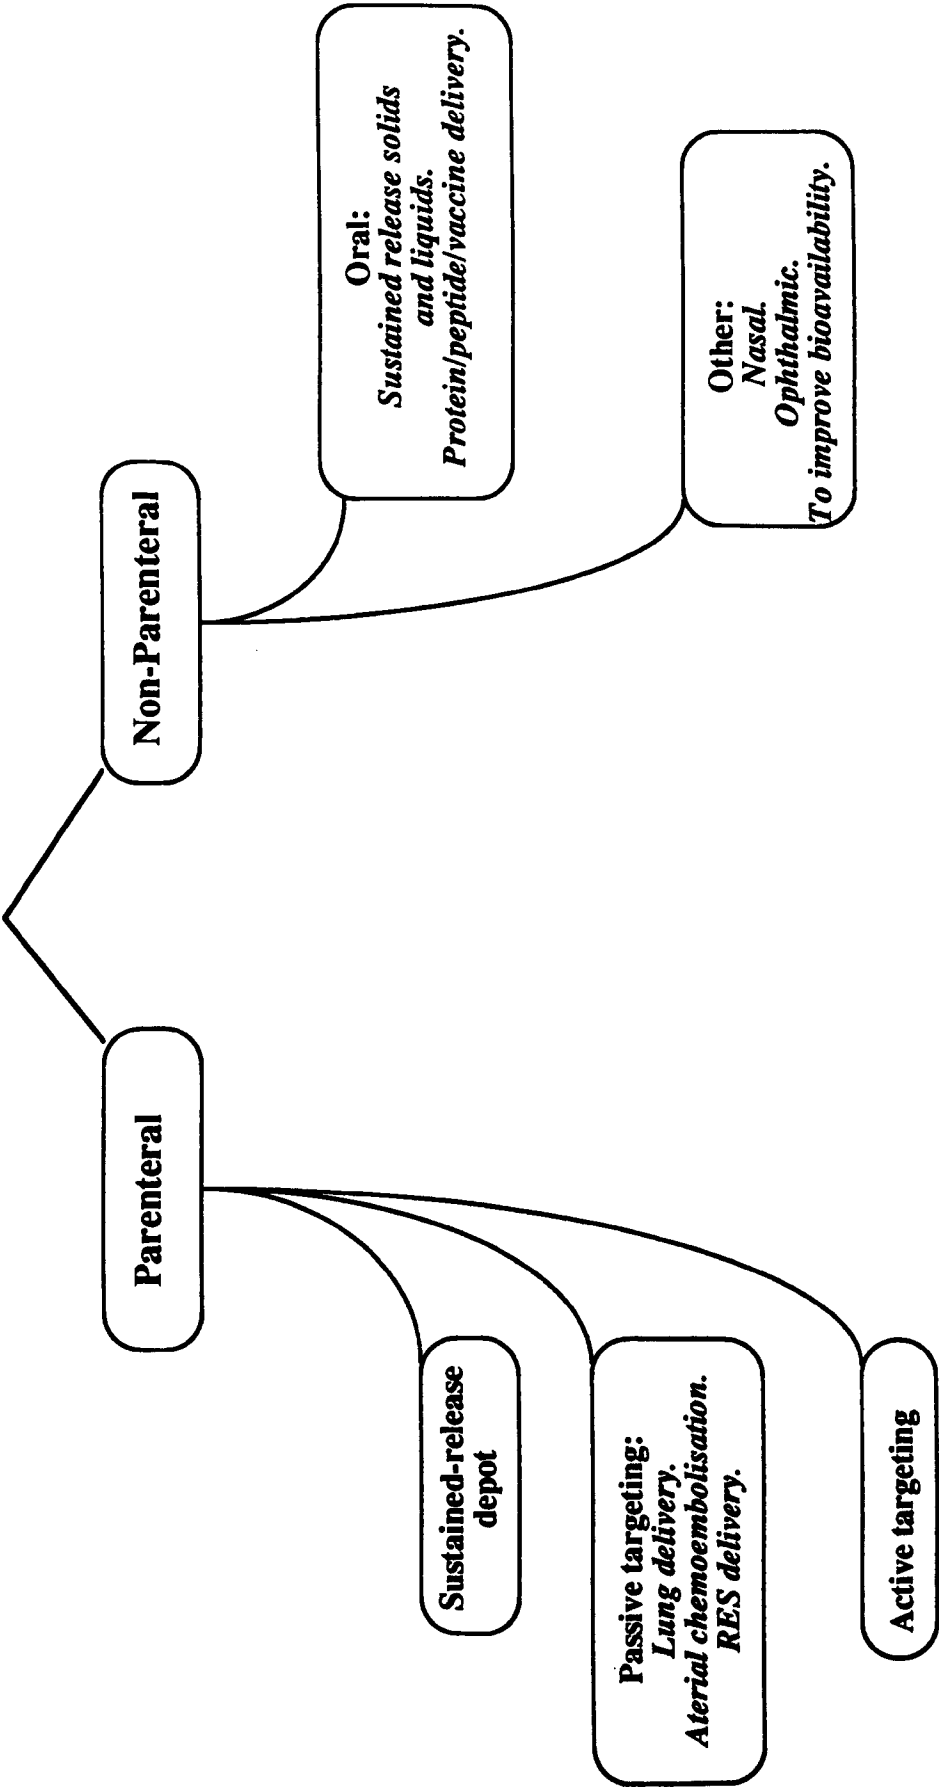 Parenteral
Non-Parenteral
Sustained-release
depot
Passive targeting:
Lung delivery.
Aterial chemoembolisation.
RES delivery.
Active targeting
Oral:
Sustained release solids
and liquids.
Protein/peptide/vaccine delivery.
Other:
Nasal.
Ophthalmic.
To improve bioavailability.